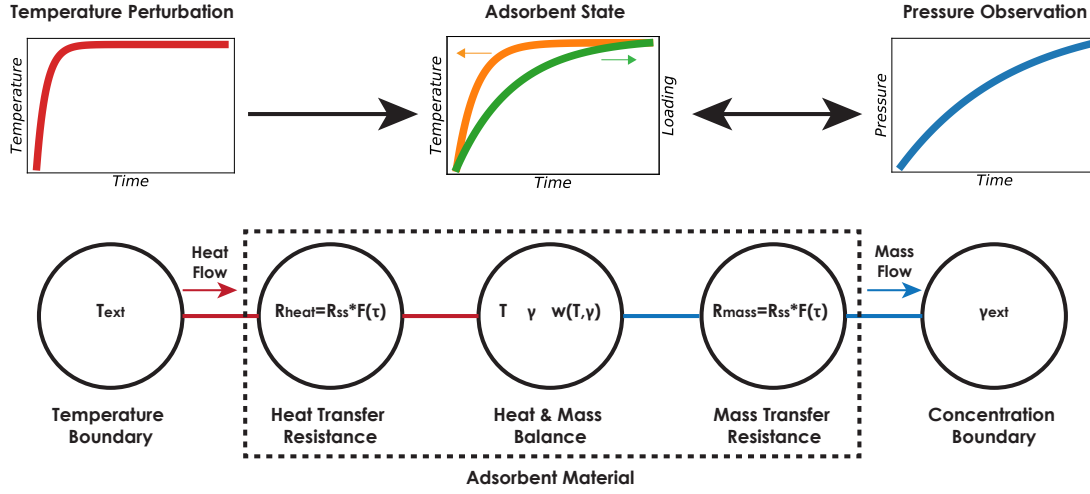 Temperature Perturbation
Adsorbent State
Pressure Observation
Temperature
Time
Temperature
Loading
Time
Pressure
Time
Heat
Flow
Mass
Flow
Text
Rheat=Rss*F(τ)
T γ w(T,γ)
Rmass=Rss*F(τ)
γext
Temperature
Boundary
Heat Transfer
Resistance
Heat & Mass
Balance
Mass Transfer
Resistance
Concentration
Boundary
Adsorbent Material